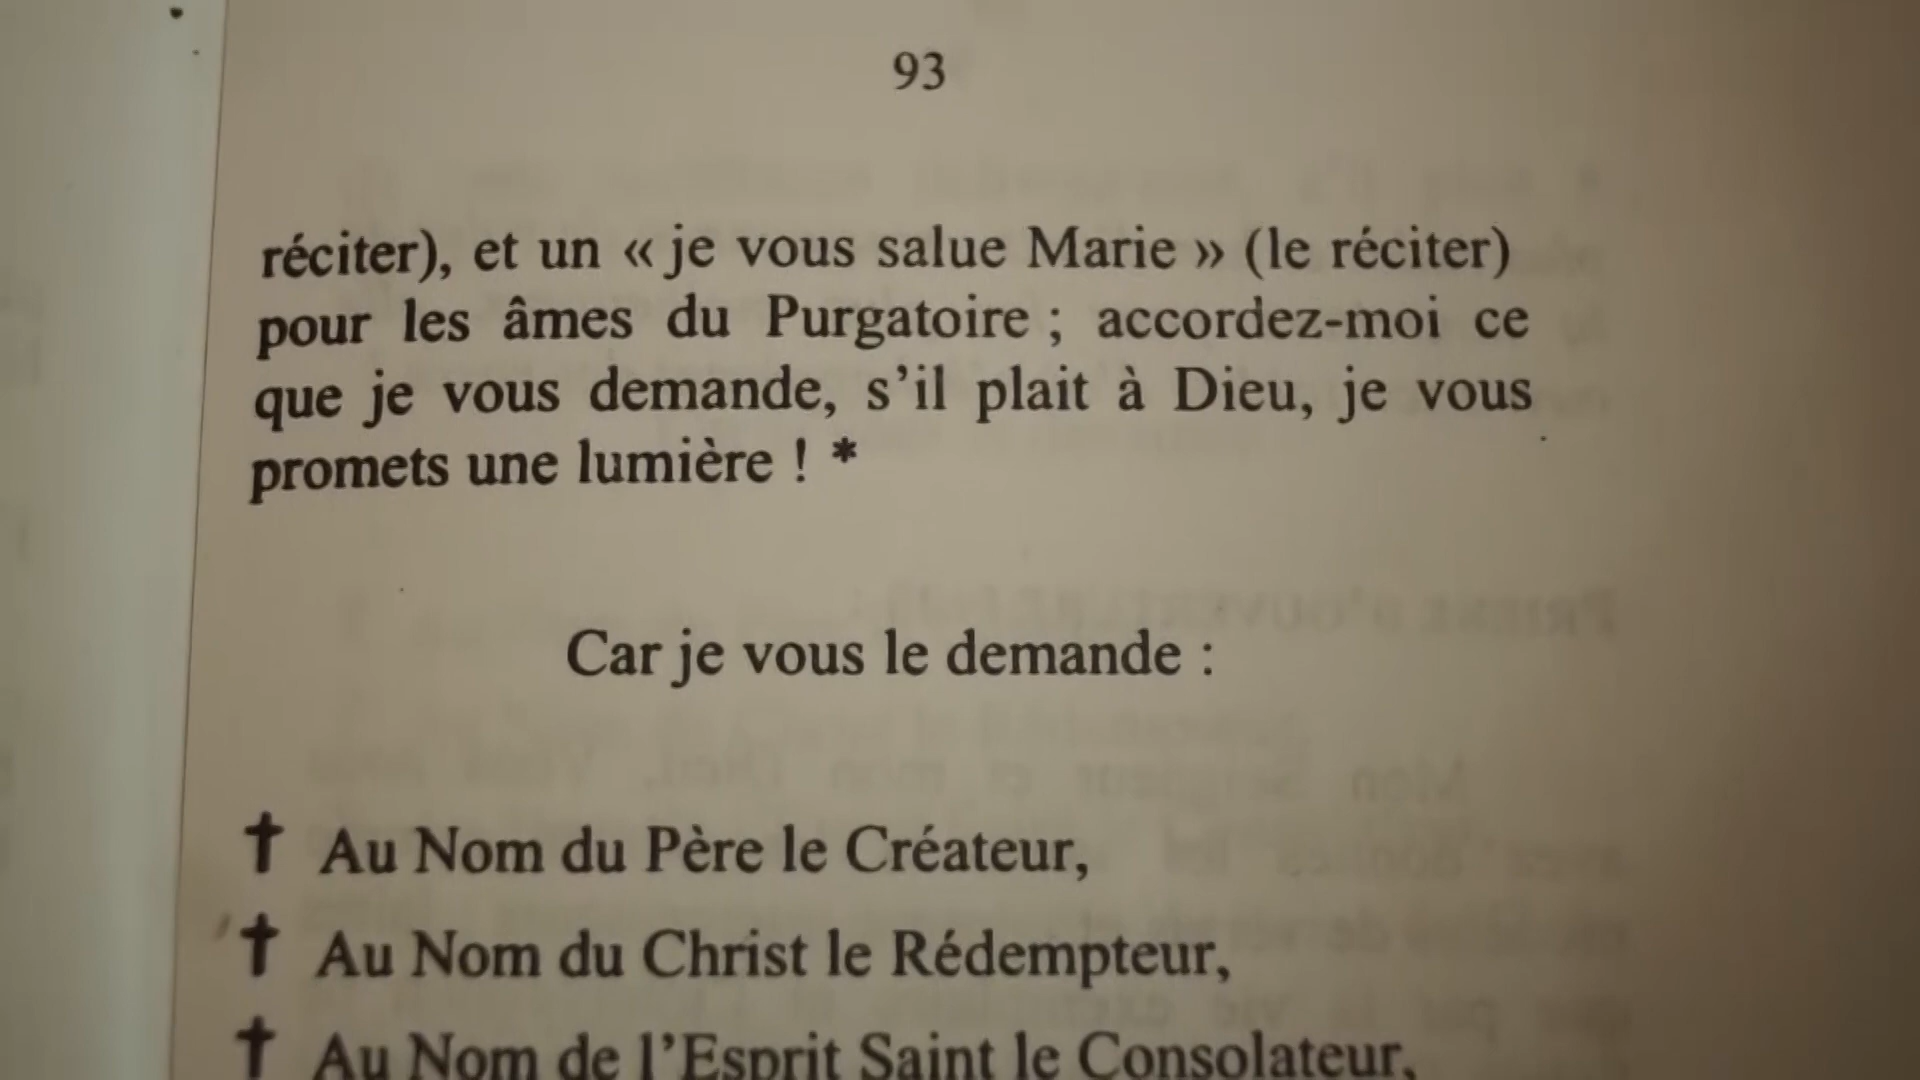 93
réciter), et un « je vous salue Marie » (le réciter)
pour les âmes du Purgatoire ; accordez-moi ce
que je vous demande, s’il plait à Dieu, je vous
promets une lumière ! *
Car je vous le demande :
✝ Au Nom du Père le Créateur,
✝ Au Nom du Christ le Rédempteur,
✝ Au Nom de l’Esprit Saint le Consolateur,